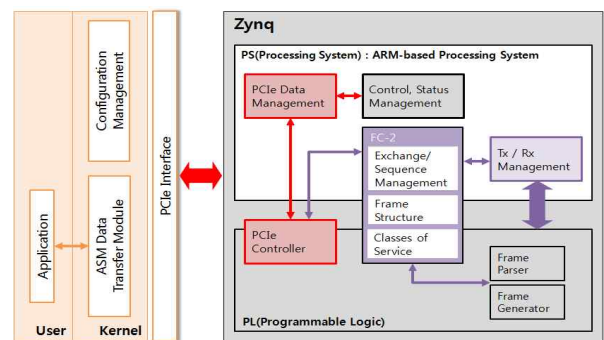 Configuration
Management
Application
ASM Data
Transfer Module
User
Kernel
PCIe Interface
Zynq
PS(Processing System) : ARM-based Processing System
PCIe Data
Management
Control, Status
Management
FC-2
Exchange/
Sequence
Management
Frame
Structure
Classes of
Service
Tx / Rx
Management
PCIe
Controller
Frame
Parser
Frame
Generator
PL(Programmable Logic)